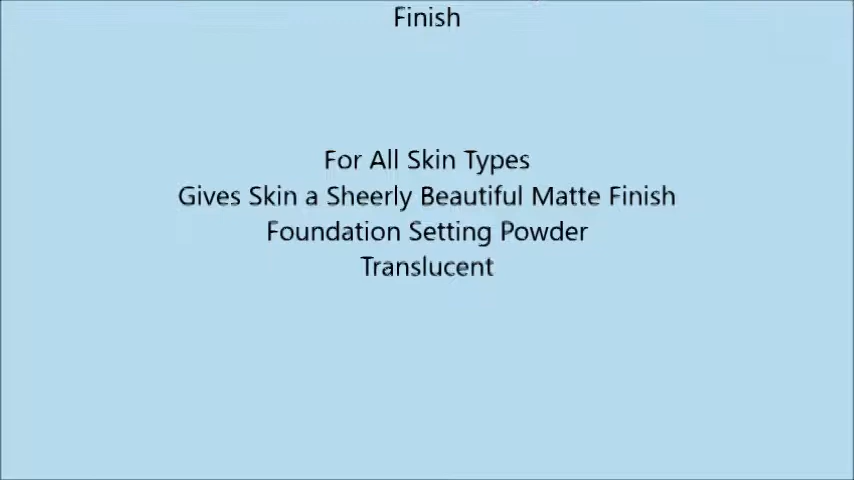 Finish
For All Skin Types
Gives Skin a Sheerly Beautiful Matte Finish
Foundation Setting Powder
Translucent